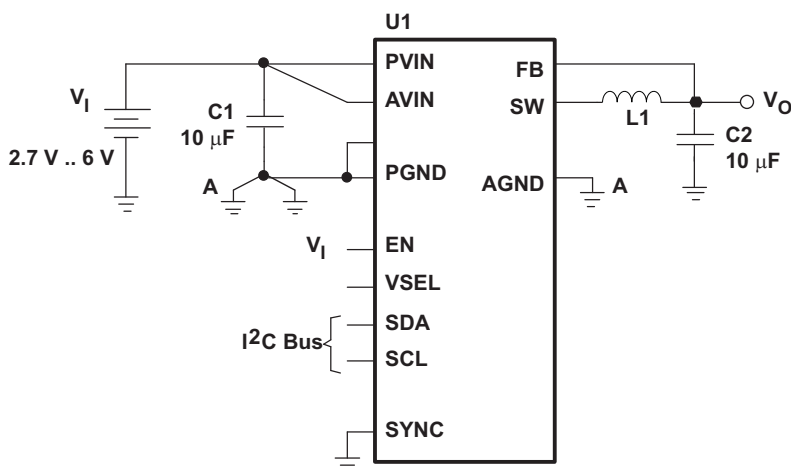 U1
PVIN
FB
V_I
AVIN
SW
V_O
C1
10 μF
L1
C2
10 μF
2.7 V .. 6 V
A
PGND
AGND
A
V_I
EN
VSEL
SDA
I²C Bus
SCL
SYNC